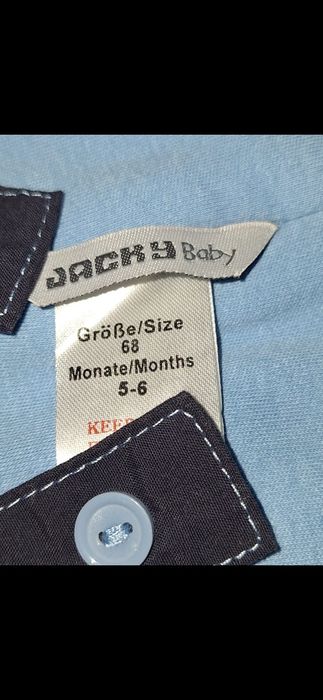 JACKY Baby
Größe/Size
68
Monate/Months
5-6